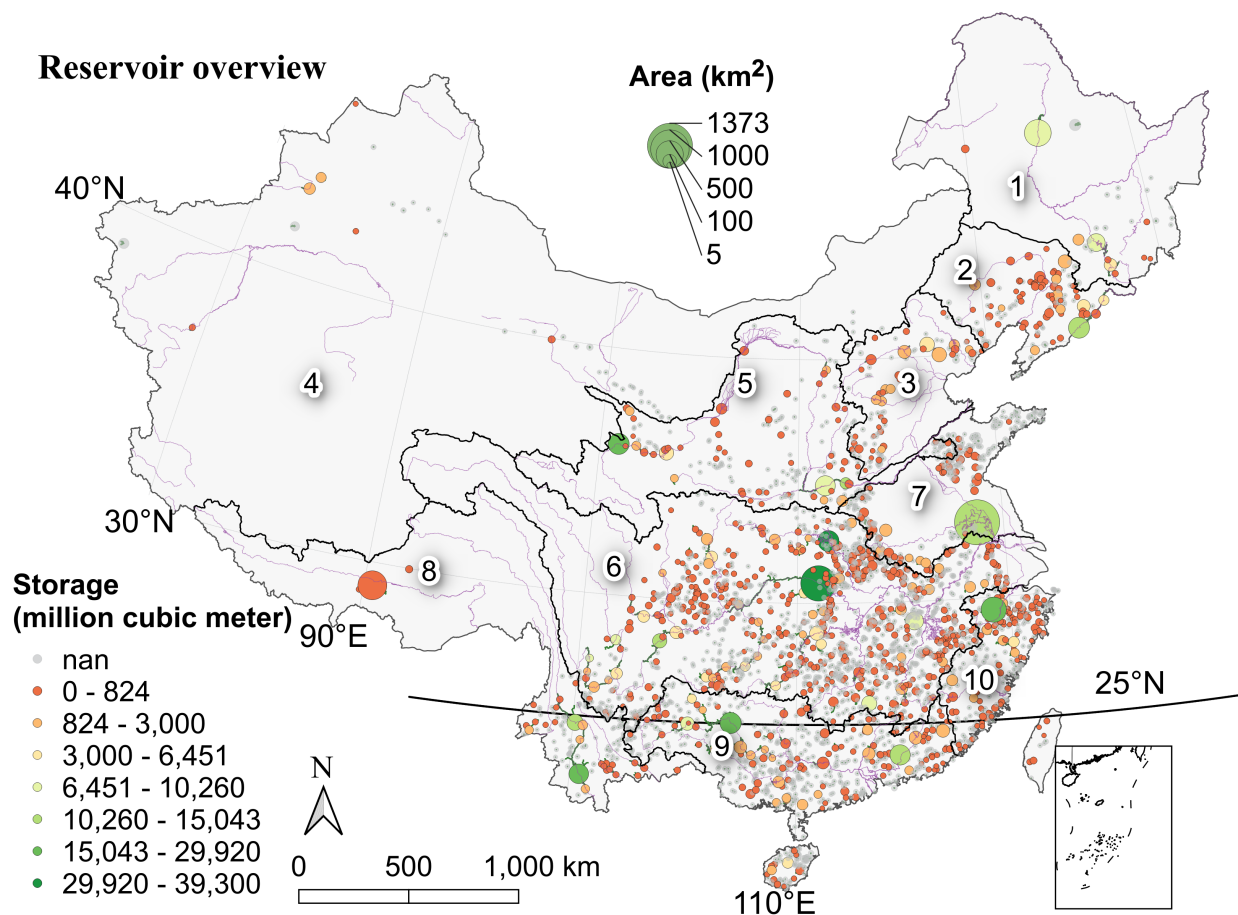 Reservoir overview
Area (km²)
1373
1000
500
100
5
40°N
1
2
3
4
5
7
30°N
6
8
Storage
(million cubic meter)
90°E
nan
0 - 824
10
25°N
824 - 3,000
9
3,000 - 6,451
N
6,451 - 10,260
10,260 - 15,043
15,043 - 29,920
0 500 1,000 km
29,920 - 39,300
110°E